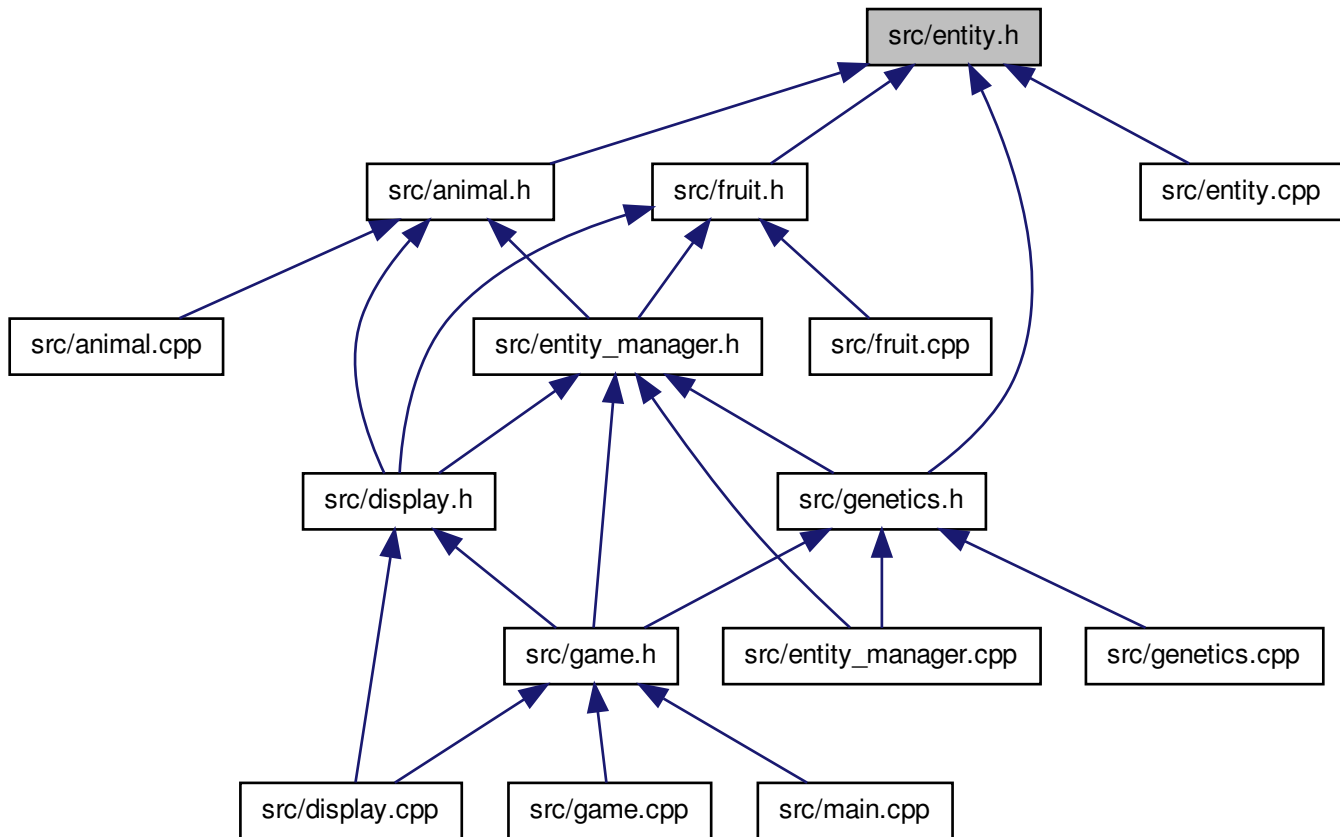 src/entity.h
src/animal.h
src/fruit.h
src/entity.cpp
src/animal.cpp
src/entity_manager.h
src/fruit.cpp
src/display.h
src/genetics.h
src/game.h
src/entity_manager.cpp
src/genetics.cpp
src/display.cpp
src/game.cpp
src/main.cpp